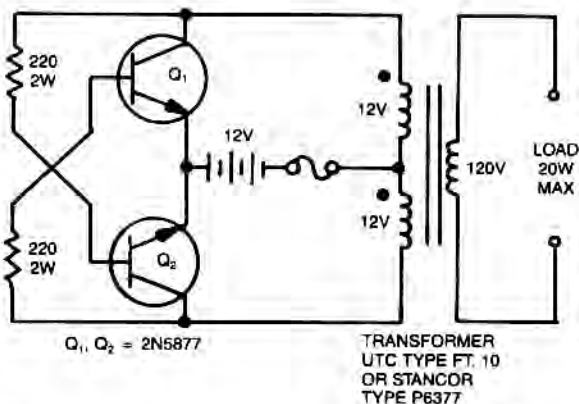 220
2W
Q1
12V
12V
12V
120V
LOAD
20W
MAX
220
2W
Q2
Q1, Q2 = 2N5877
TRANSFORMER
UTC TYPE FT. 10
OR STANCOR
TYPE P6377